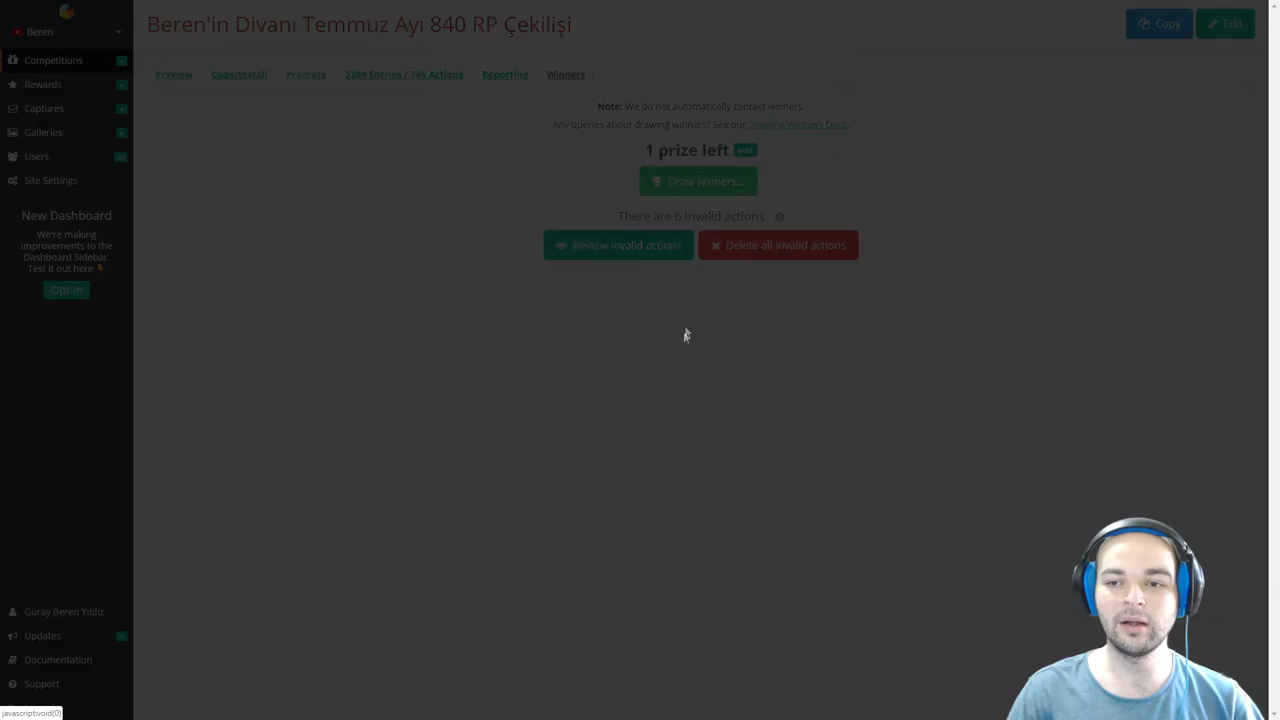 Beren
Competitions
Rewards
Captures
Galleries
Users
Site Settings
New Dashboard
We're making
improvements to the
Dashboard Sidebar.
Test it out here
Opt-in
Güray Beren Yıldız
Updates
Documentation
Support
javascript:void(0)
Beren'in Divanı Temmuz Ayı 840 RP Çekilişi
Copy
Edit
Preview
Code/Install
Promote
2284 Entries / 745 Actions
Reporting
Winners
Note: We do not automatically contact winners.
Any queries about drawing winners? See our Drawing Winners Docs.
1 prize left
Draw winners...
There are 6 invalid actions
Review invalid actions
Delete all invalid actions